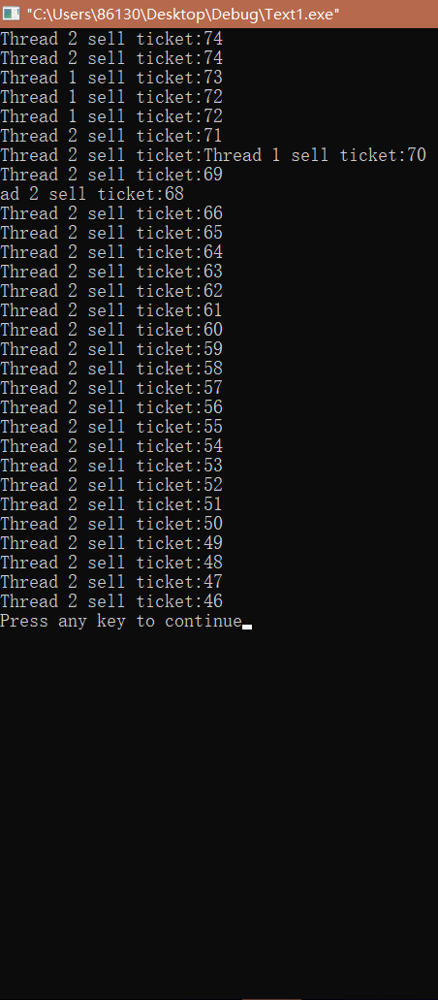 "C:\Users\86130\Desktop\Debug\Text1.exe"
Thread 2 sell ticket:74
Thread 2 sell ticket:74
Thread 1 sell ticket:73
Thread 1 sell ticket:72
Thread 1 sell ticket:72
Thread 2 sell ticket:71
Thread 2 sell ticket:Thread 1 sell ticket:70
Thread 2 sell ticket:69
ad 2 sell ticket:68
Thread 2 sell ticket:66
Thread 2 sell ticket:65
Thread 2 sell ticket:64
Thread 2 sell ticket:63
Thread 2 sell ticket:62
Thread 2 sell ticket:61
Thread 2 sell ticket:60
Thread 2 sell ticket:59
Thread 2 sell ticket:58
Thread 2 sell ticket:57
Thread 2 sell ticket:56
Thread 2 sell ticket:55
Thread 2 sell ticket:54
Thread 2 sell ticket:53
Thread 2 sell ticket:52
Thread 2 sell ticket:51
Thread 2 sell ticket:50
Thread 2 sell ticket:49
Thread 2 sell ticket:48
Thread 2 sell ticket:47
Thread 2 sell ticket:46
Press any key to continue